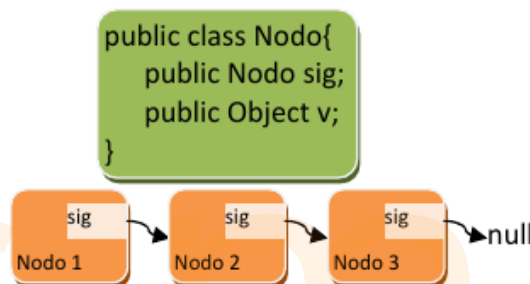 public class Nodo{
public Nodo sig;
public Object v;
}
sig sig sig
null
Nodo 1 Nodo 2 Nodo 3